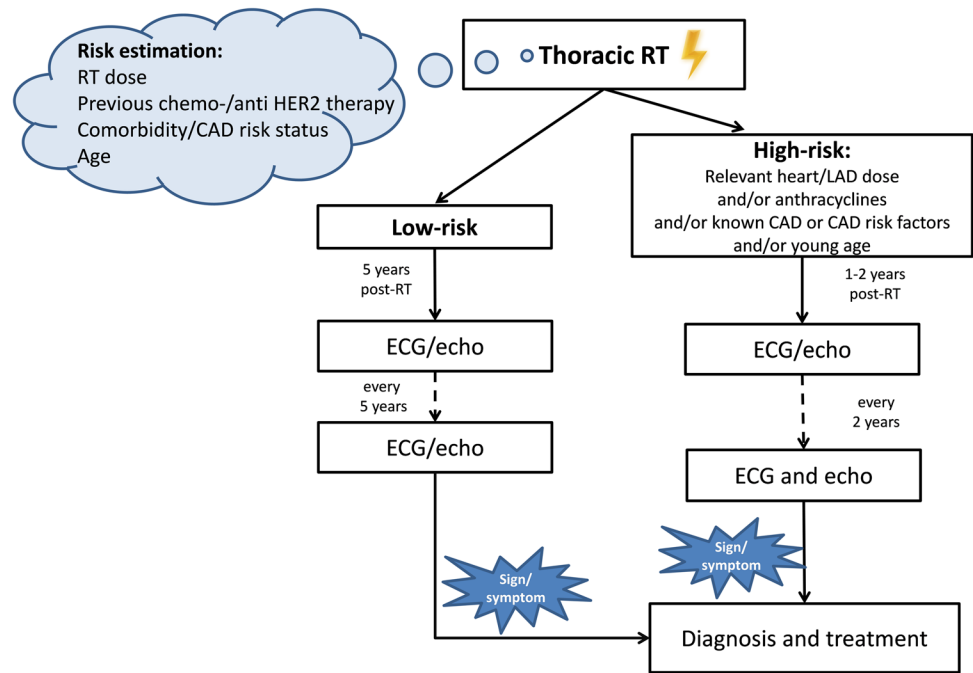 Risk estimation:
RT dose
Previous chemo-/anti HER2 therapy
Comorbidity/CAD risk status
Age
Thoracic RT
High-risk:
Relevant heart/LAD dose
and/or anthracyclines
and/or known CAD or CAD risk factors
and/or young age
Low-risk
5 years
post-RT
1-2 years
post-RT
ECG/echo
ECG/echo
every
5 years
every
2 years
ECG/echo
ECG and echo
Sign/
symptom
Sign/
symptom
Diagnosis and treatment